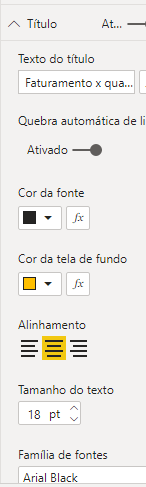 Título At...
Texto do título
Faturamento x qua...
Quebra automática de li
Ativado
Cor da fonte
fx
Cor da tela de fundo
fx
Alinhamento
Tamanho do texto
18 pt
Família de fontes
Arial Black